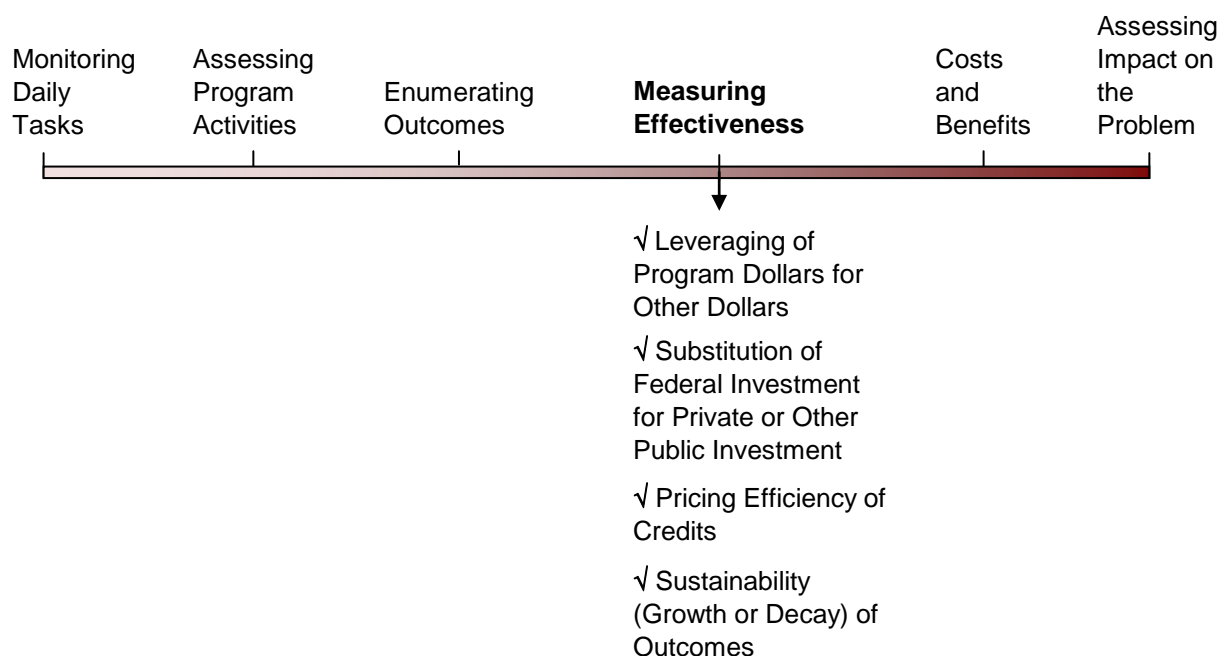 Monitoring
Daily
Tasks
Assessing
Program
Activities
Enumerating
Outcomes
Measuring
Effectiveness
Costs
and
Benefits
Assessing
Impact on
the
Problem
√ Leveraging of
Program Dollars for
Other Dollars
√ Substitution of
Federal Investment
for Private or Other
Public Investment
√ Pricing Efficiency of
Credits
√ Sustainability
(Growth or Decay) of
Outcomes